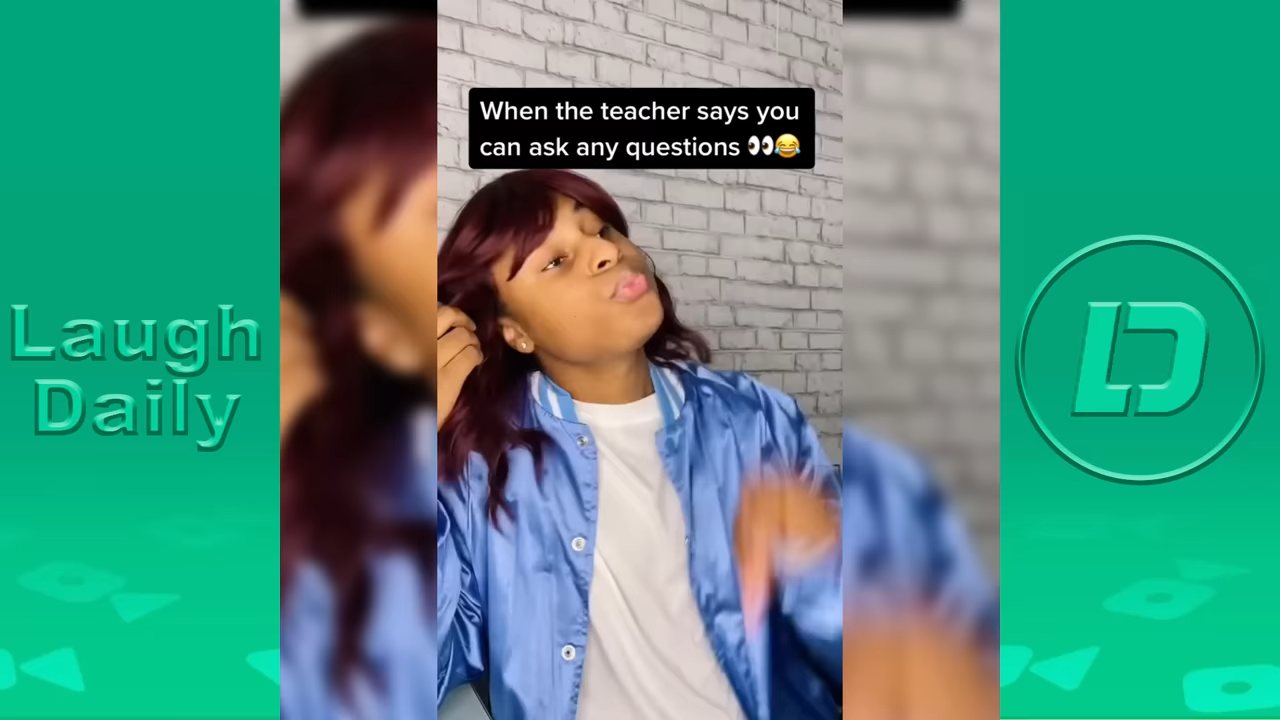 When the teacher says you
can ask any questions 👀😂
Laugh
Daily
LD